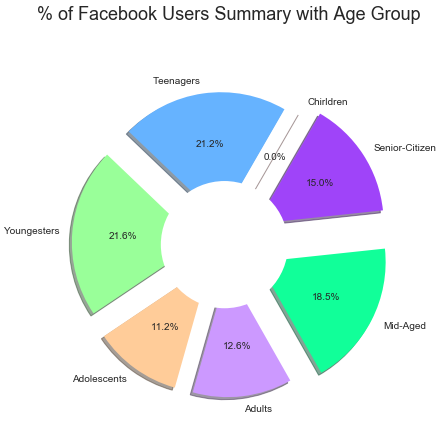 % of Facebook Users Summary with Age Group
Teenagers
21.2%
Chirldren
0.0%
Senior-Citizen
15.0%
Youngesters
21.6%
Mid-Aged
18.5%
Adolescents
11.2%
Adults
12.6%